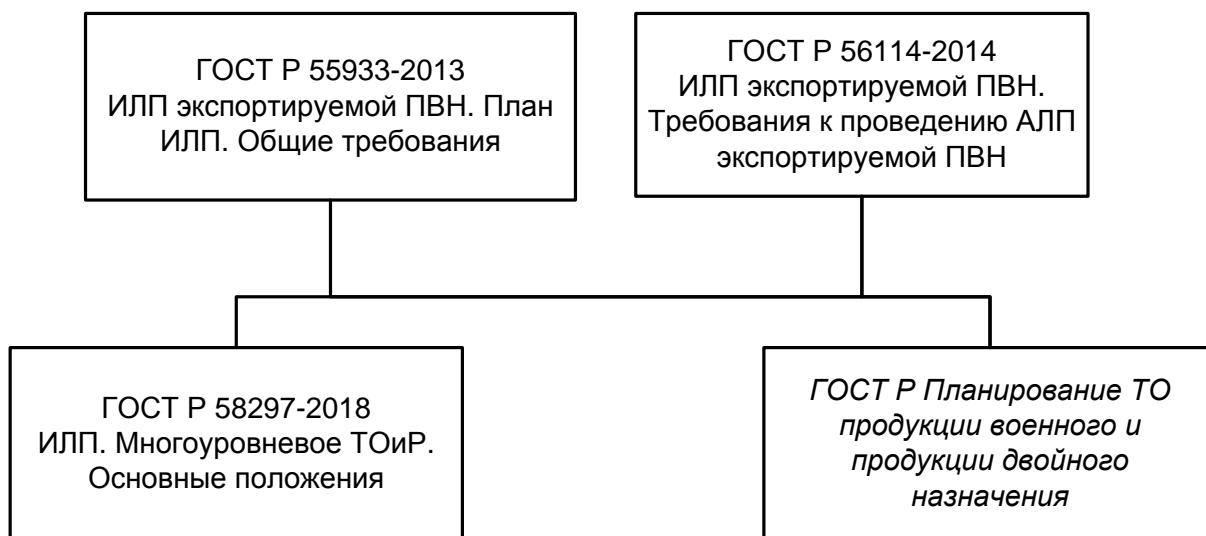 ГОСТ Р 55933-2013
ИЛП экспортируемой ПВН. План
ИЛП. Общие требования
ГОСТ Р 56114-2014
ИЛП экспортируемой ПВН.
Требования к проведению АЛП
экспортируемой ПВН
ГОСТ Р 58297-2018
ИЛП. Многоуровневое ТОиР.
Основные положения
ГОСТ Р Планирование ТО
продукции военного и
продукции двойного
назначения